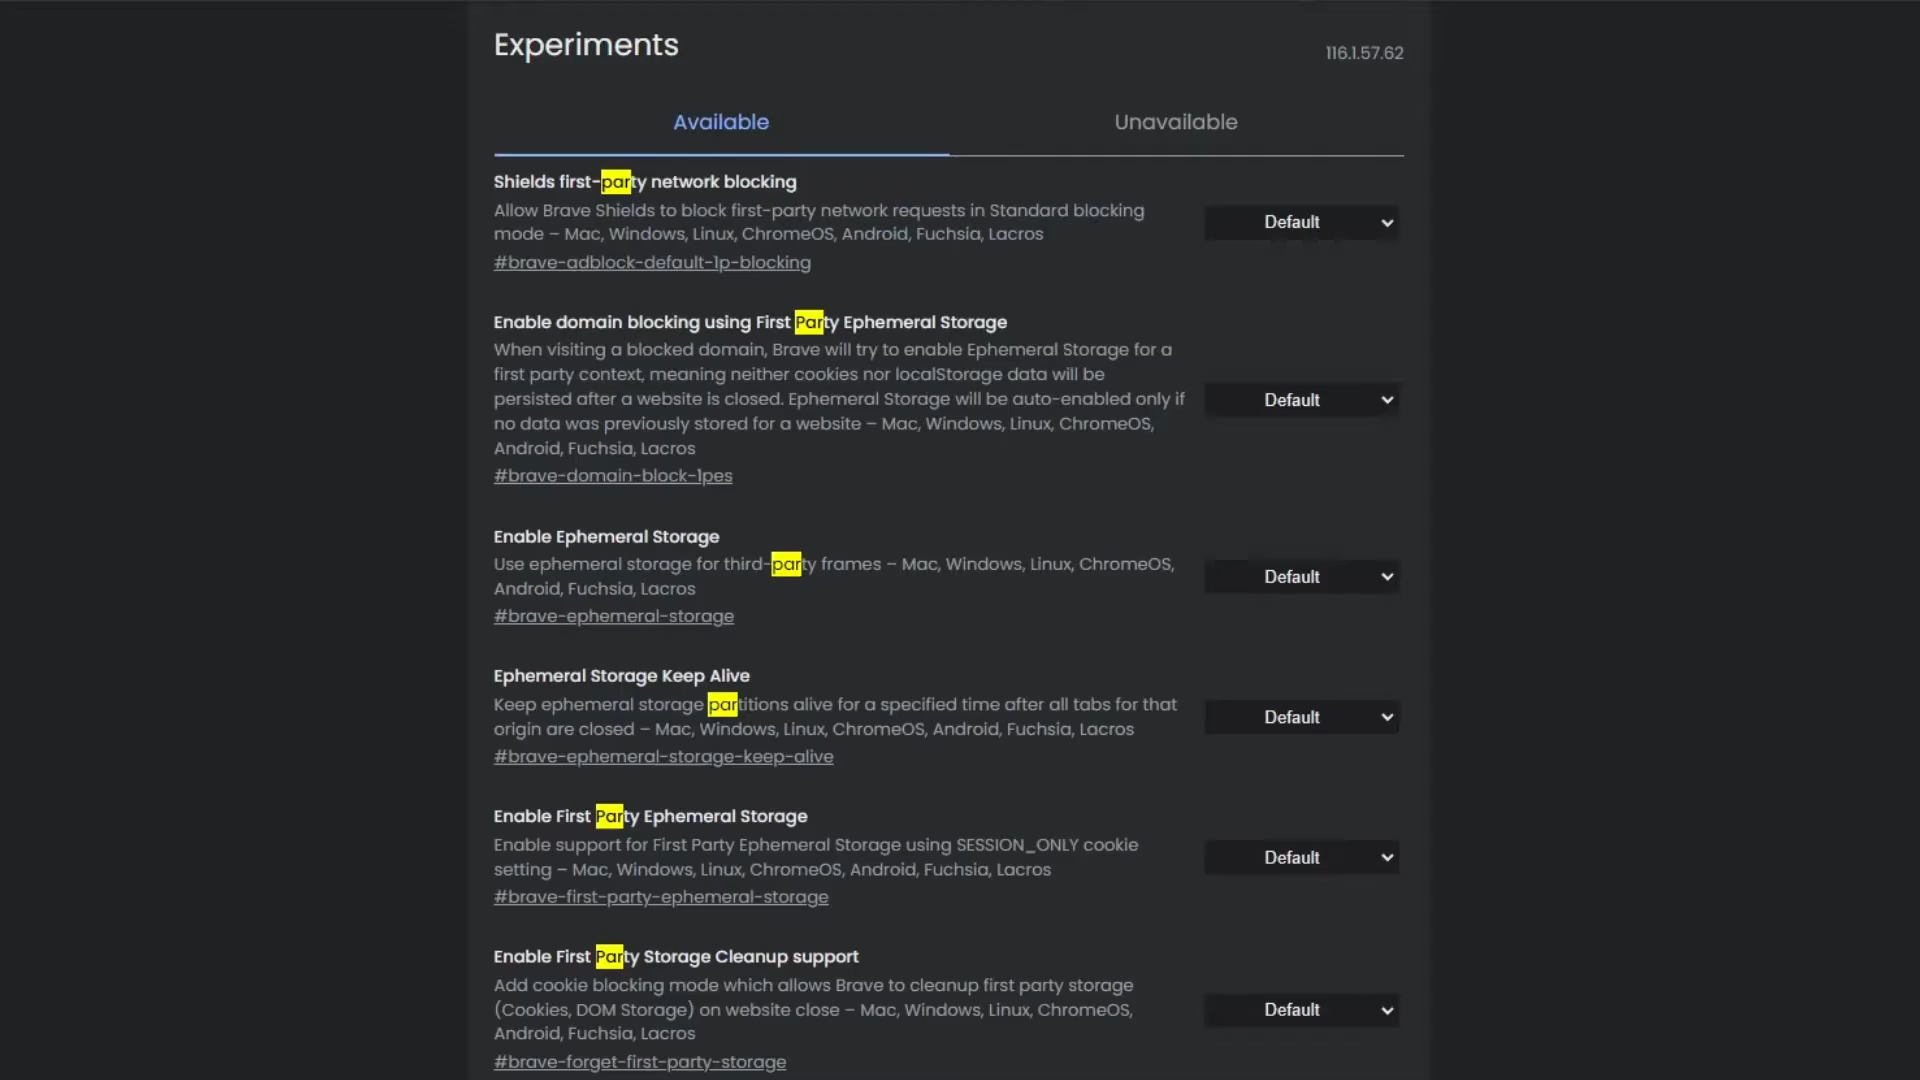 Experiments
116.1.57.62
Available
Unavailable
Shields first-party network blocking
Allow Brave Shields to block first-party network requests in Standard blocking
mode – Mac, Windows, Linux, ChromeOS, Android, Fuchsia, Lacros
#brave-adblock-default-1p-blocking
Default
Enable domain blocking using First Party Ephemeral Storage
When visiting a blocked domain, Brave will try to enable Ephemeral Storage for a
first party context, meaning neither cookies nor localStorage data will be
persisted after a website is closed. Ephemeral Storage will be auto-enabled only if
no data was previously stored for a website – Mac, Windows, Linux, ChromeOS,
Android, Fuchsia, Lacros
#brave-domain-block-1pes
Default
Enable Ephemeral Storage
Use ephemeral storage for third-party frames – Mac, Windows, Linux, ChromeOS,
Android, Fuchsia, Lacros
#brave-ephemeral-storage
Default
Ephemeral Storage Keep Alive
Keep ephemeral storage partitions alive for a specified time after all tabs for that
origin are closed – Mac, Windows, Linux, ChromeOS, Android, Fuchsia, Lacros
#brave-ephemeral-storage-keep-alive
Default
Enable First Party Ephemeral Storage
Enable support for First Party Ephemeral Storage using SESSION_ONLY cookie
setting – Mac, Windows, Linux, ChromeOS, Android, Fuchsia, Lacros
#brave-first-party-ephemeral-storage
Default
Enable First Party Storage Cleanup support
Add cookie blocking mode which allows Brave to cleanup first party storage
(Cookies, DOM Storage) on website close – Mac, Windows, Linux, ChromeOS,
Android, Fuchsia, Lacros
#brave-forget-first-party-storage
Default